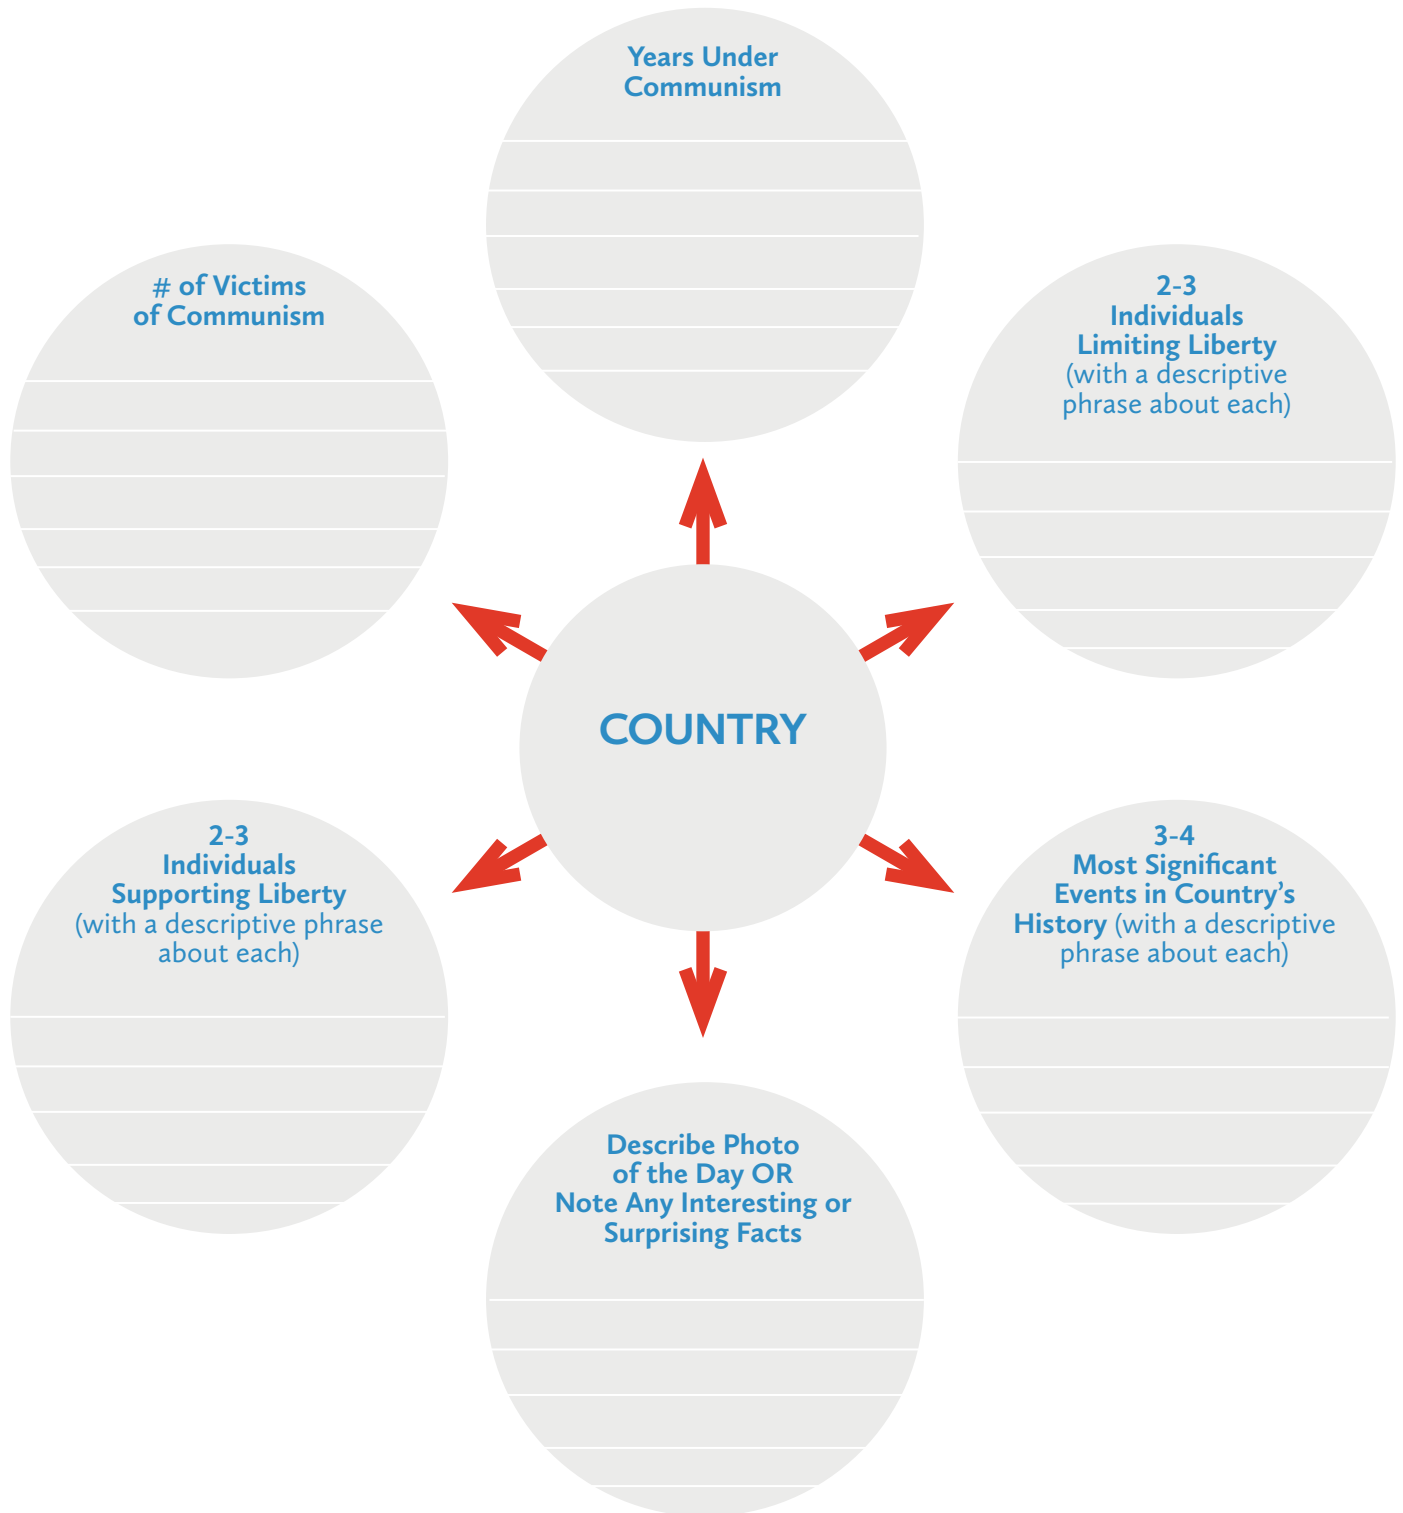 Years Under
Communism
# of Victims
of Communism
2-3
Individuals
Limiting Liberty
(with a descriptive
phrase about each)
COUNTRY
2-3
Individuals
Supporting Liberty
(with a descriptive phrase
about each)
3-4
Most Significant
Events in Country’s
History (with a descriptive
phrase about each)
Describe Photo
of the Day OR
Note Any Interesting or
Surprising Facts